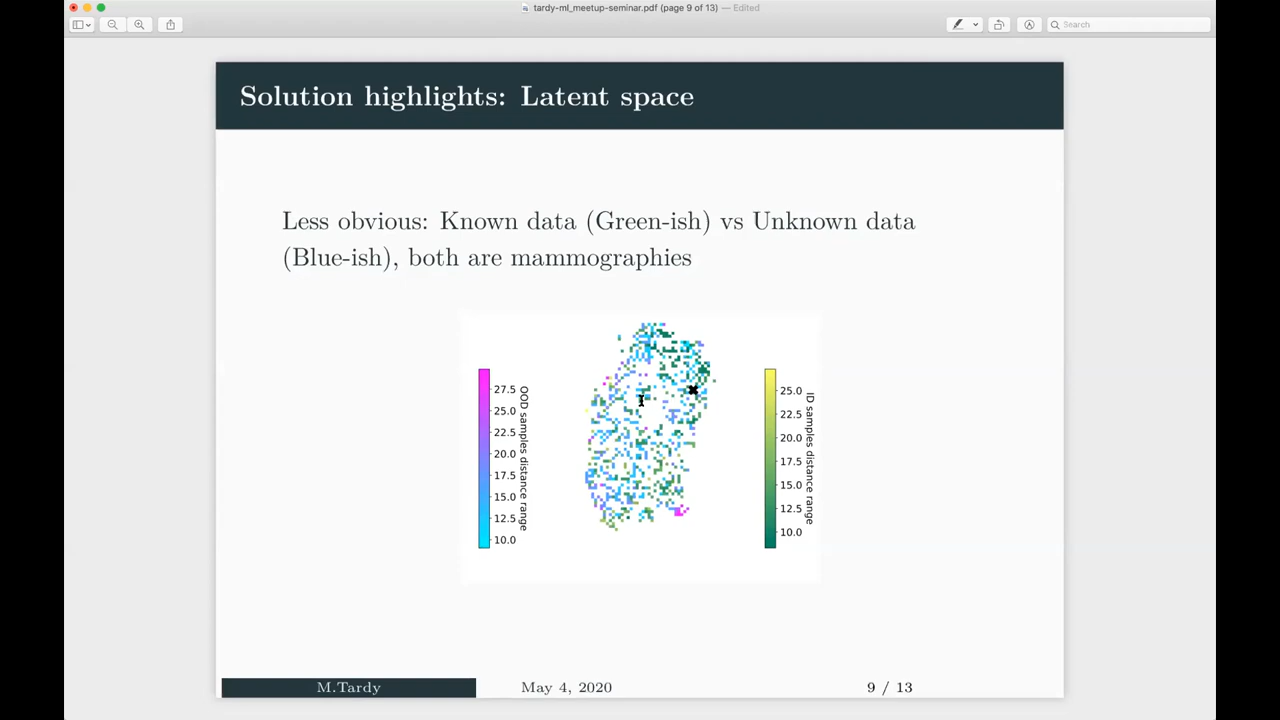 tardy-ml_meetup-seminar.pdf (page 9 of 13) — Edited
Search
Solution highlights: Latent space
Less obvious: Known data (Green-ish) vs Unknown data
(Blue-ish), both are mammographies
27.5
25.0
22.5
20.0
17.5
15.0
12.5
10.0
OOD samples distance range
25.0
22.5
20.0
17.5
15.0
12.5
10.0
ID samples distance range
M.Tardy
May 4, 2020
9 / 13